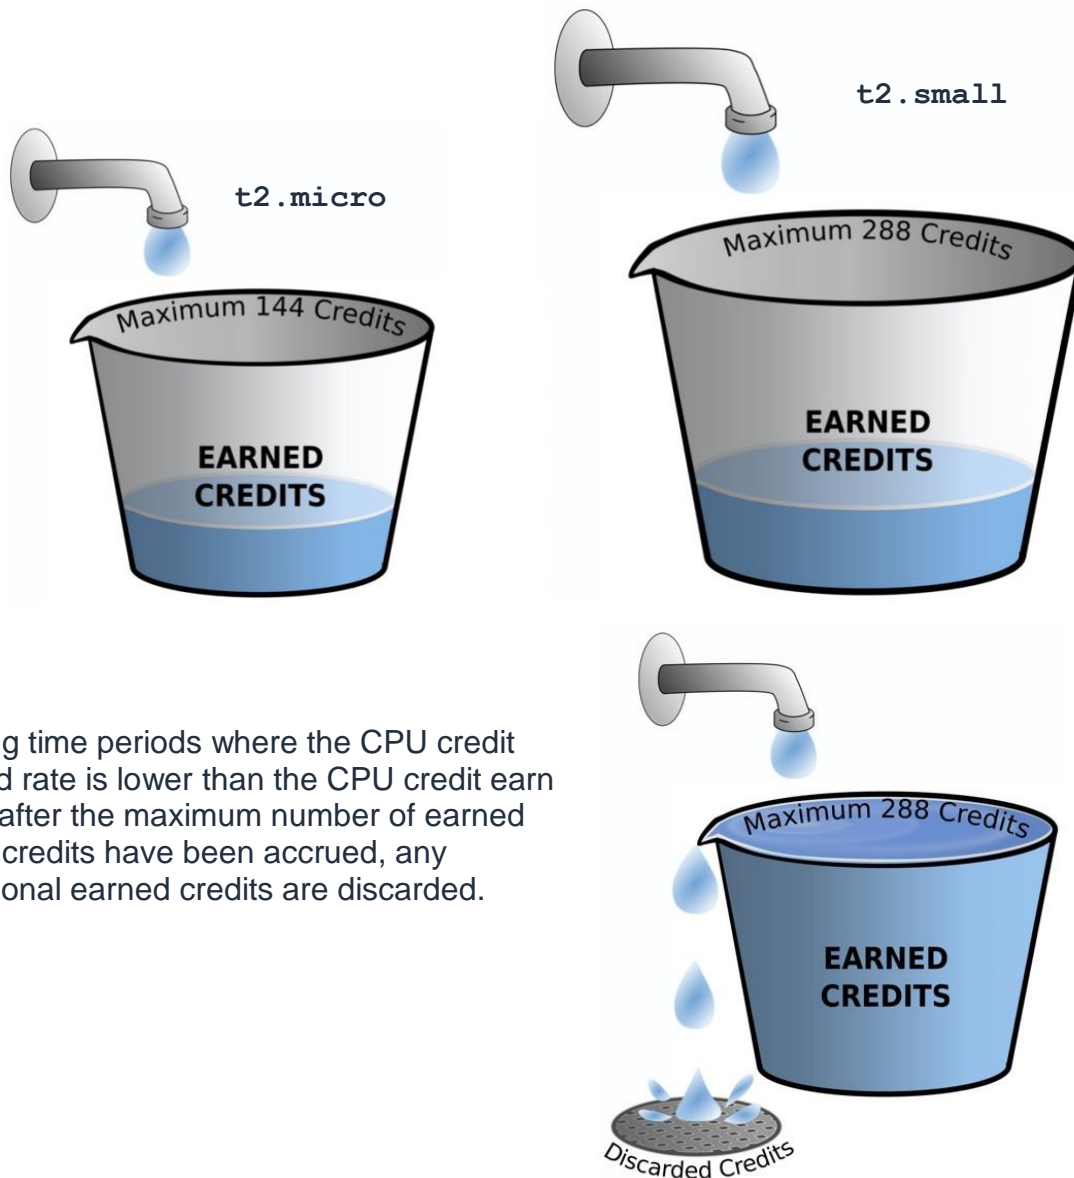 t2.small
t2.micro
Maximum 288 Credits
Maximum 144 Credits
EARNED
CREDITS
EARNED
CREDITS
g time periods where the CPU credit
d rate is lower than the CPU credit earn
after the maximum number of earned
credits have been accrued, any
onal earned credits are discarded.
Maximum 288 Credits
EARNED
CREDITS
Discarded Credits